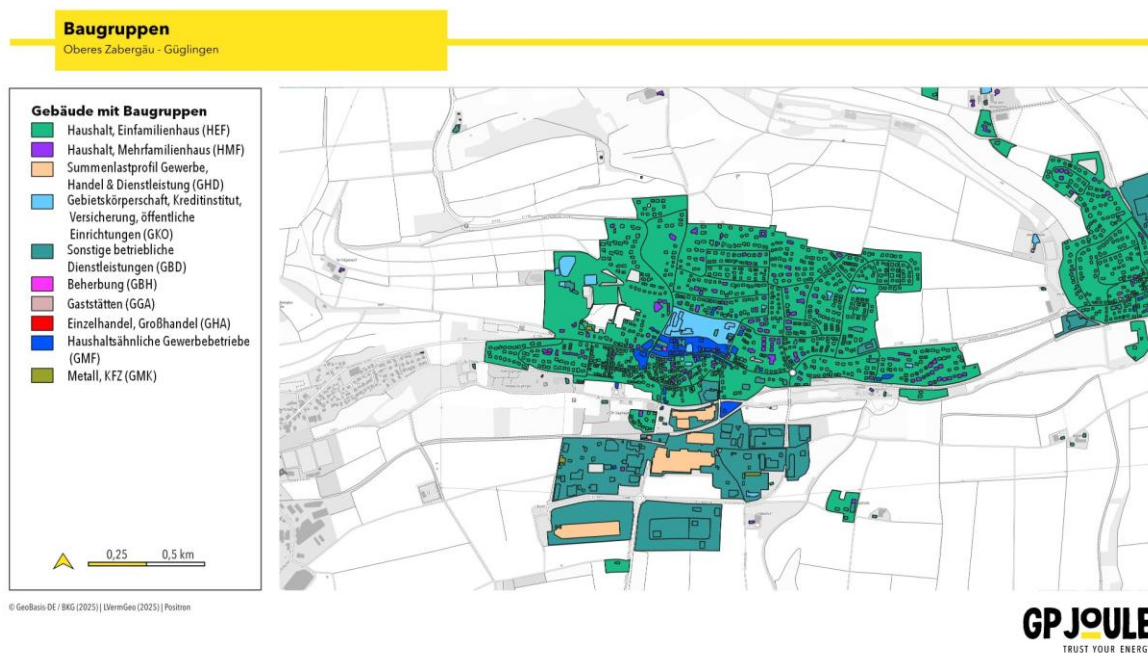 Baugruppen
Oberes Zabergäu - Güglingen
Gebäude mit Baugruppen
Haushalt, Einfamilienhaus (HEF)
Haushalt, Mehrfamilienhaus (HMF)
Summenlastprofil Gewerbe,
Handel & Dienstleistung (GHD)
Gebietskörperschaft, Kreditinstitut,
Versicherung, öffentliche
Einrichtungen (GKO)
Sonstige betriebliche
Dienstleistungen (GBD)
Beherbung (GBH)
Gaststätten (GGA)
Einzelhandel, Großhandel (GHA)
Haushaltsähnliche Gewerbebetriebe
(GMF)
Metall, KFZ (GMK)
0,25 0,5 km
© GeoBasis-DE / BKG (2025) | LVermGeo (2025) | Positron
GP JOULE
TRUST YOUR ENERG